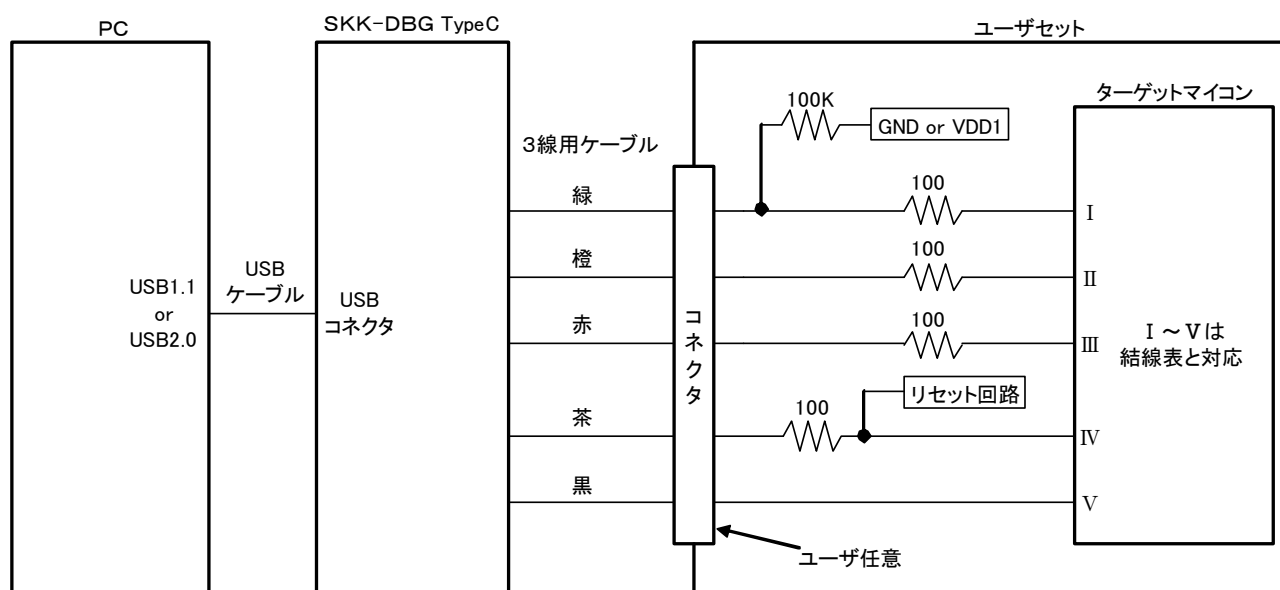 PC
SKK-DBG TypeC
ユーザセット
ターゲットマイコン
100K
GND or VDD1
3線用ケーブル
緑
100
Ⅰ
橙
100
Ⅱ
USB
ケーブル
USB1.1
or
USB2.0
USB
コネクタ
赤
100
Ⅲ
コネクタ
Ⅰ ~ Ⅴは
結線表と対応
リセット回路
茶
100
Ⅳ
黒
Ⅴ
ユーザ任意